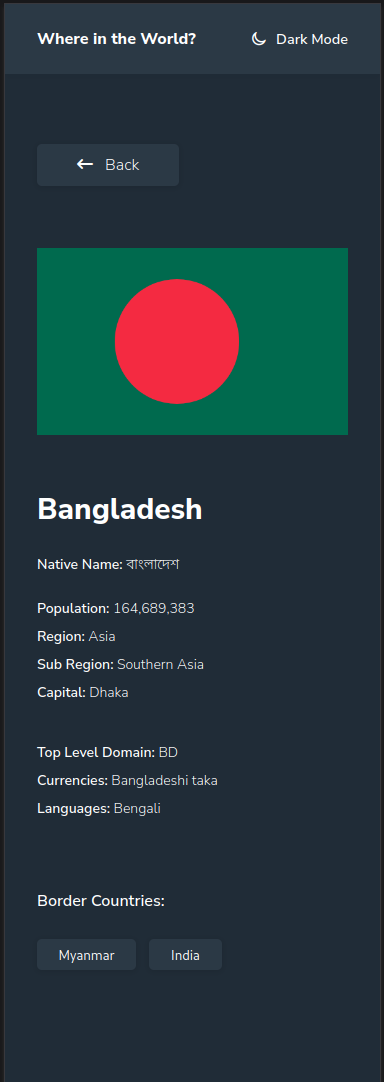 Where in the World? Dark Mode
Back
Bangladesh
Native Name: বাংলাদেশ
Population: 164,689,383
Region: Asia
Sub Region: Southern Asia
Capital: Dhaka
Top Level Domain: BD
Currencies: Bangladeshi taka
Languages: Bengali
Border Countries:
Myanmar India